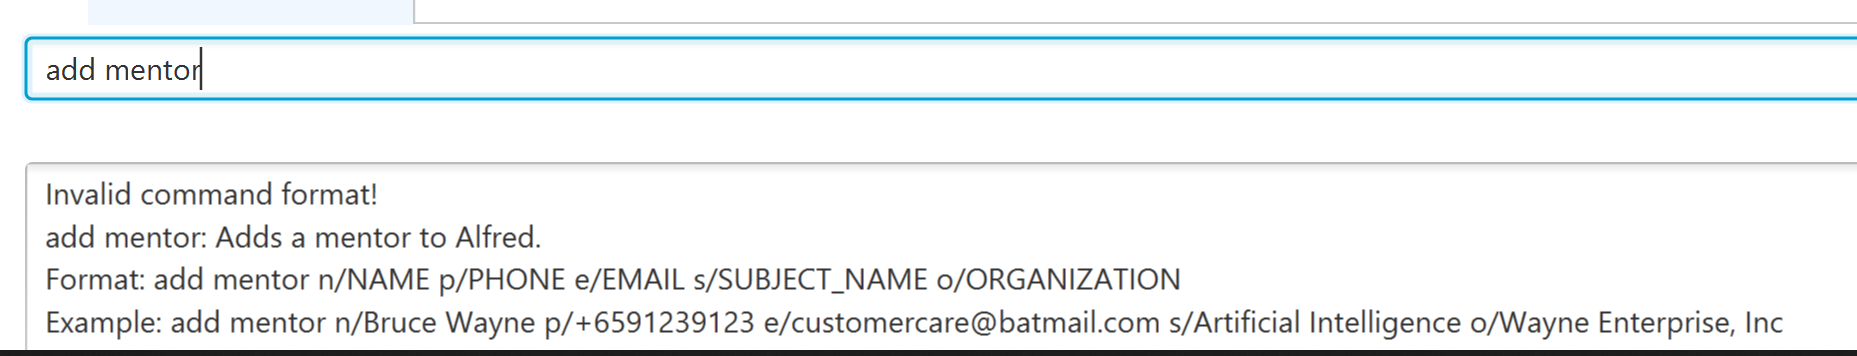 add mentor
Invalid command format!
add mentor: Adds a mentor to Alfred.
Format: add mentor n/NAME p/PHONE e/EMAIL s/SUBJECT_NAME o/ORGANIZATION
Example: add mentor n/Bruce Wayne p/+6591239123 e/customercare@batmail.com s/Artificial Intelligence o/Wayne Enterprise, Inc